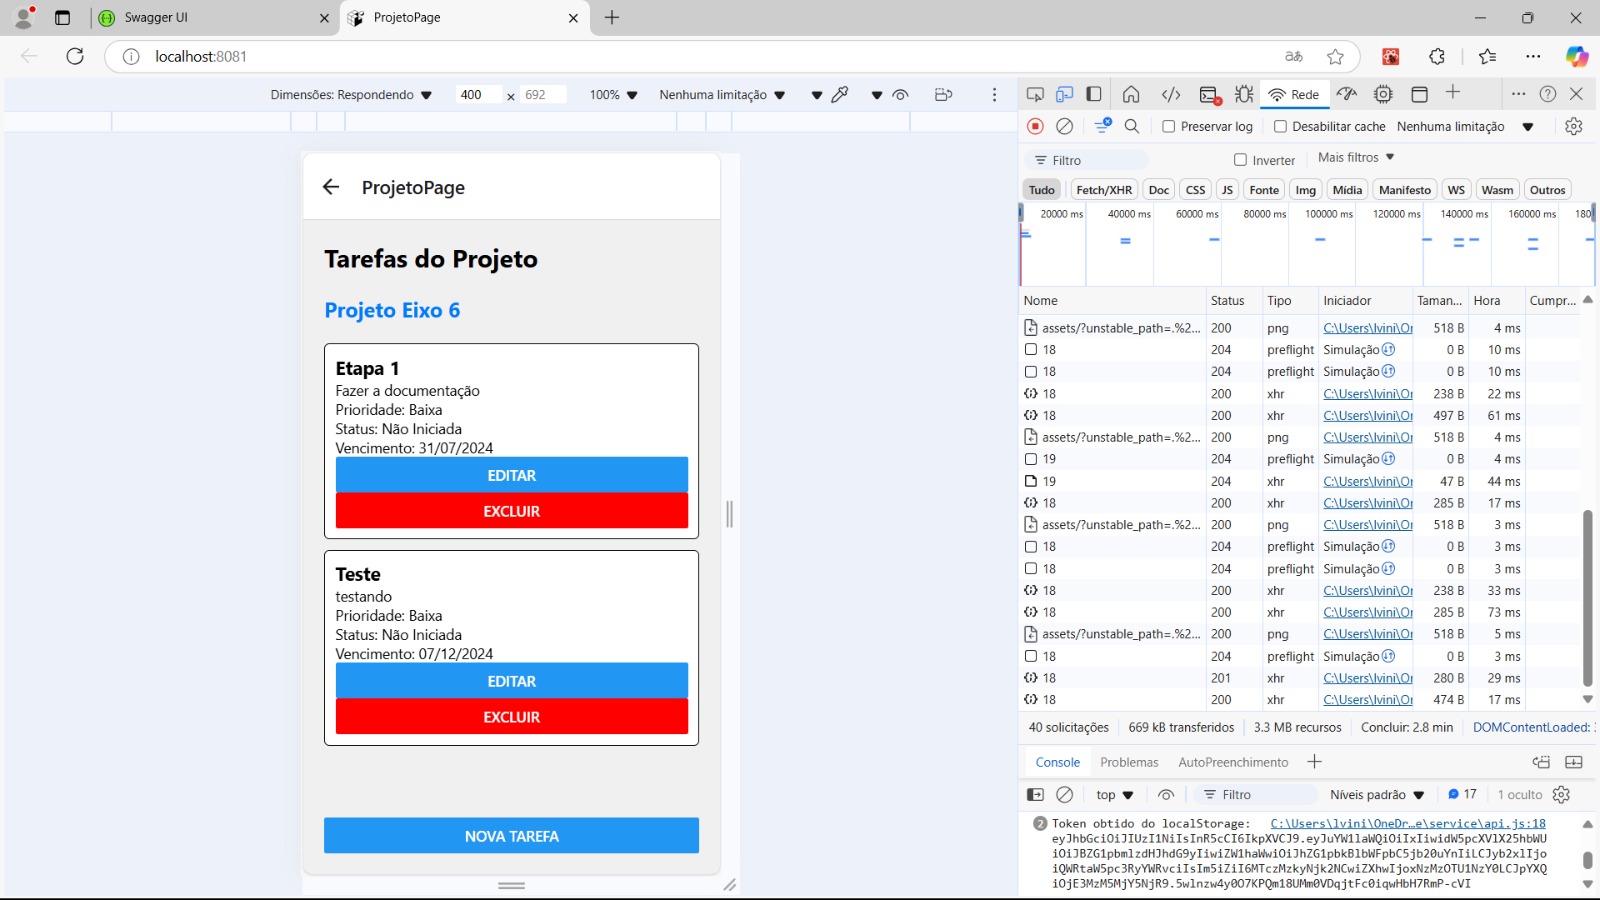 Swagger UI
ProjetoPage
localhost:8081
Dimensões: Respondendo 400 x 692 100% Nenhuma limitação
Rede
Preservar log Desabilitar cache Nenhuma limitação
Filtro Inverter Mais filtros
Tudo Fetch/XHR Doc CSS JS Fonte Img Mídia Manifesto WS Wasm Outros
20000 ms 40000 ms 60000 ms 80000 ms 100000 ms 120000 ms 140000 ms 160000 ms 180
ProjetoPage
Tarefas do Projeto
Projeto Eixo 6
Etapa 1
Fazer a documentação
Prioridade: Baixa
Status: Não Iniciada
Vencimento: 31/07/2024
EDITAR
EXCLUIR
Teste
testando
Prioridade: Baixa
Status: Não Iniciada
Vencimento: 07/12/2024
EDITAR
EXCLUIR
NOVA TAREFA
Nome Status Tipo Iniciador Taman... Hora Cumpr...
assets/?unstable_path=.%2... 200 png C:\Users\lvini\Or 518 B 4 ms
18 204 preflight Simulação 0 B 10 ms
18 204 preflight Simulação 0 B 10 ms
18 200 xhr C:\Users\lvini\Or 238 B 22 ms
18 200 xhr C:\Users\lvini\Or 497 B 61 ms
assets/?unstable_path=.%2... 200 png C:\Users\lvini\Or 518 B 4 ms
19 204 preflight Simulação 0 B 4 ms
19 204 xhr C:\Users\lvini\Or 47 B 44 ms
18 200 xhr C:\Users\lvini\Or 285 B 17 ms
assets/?unstable_path=.%2... 200 png C:\Users\lvini\Or 518 B 3 ms
18 204 preflight Simulação 0 B 3 ms
18 204 preflight Simulação 0 B 3 ms
18 200 xhr C:\Users\lvini\Or 238 B 33 ms
18 200 xhr C:\Users\lvini\Or 285 B 73 ms
assets/?unstable_path=.%2... 200 png C:\Users\lvini\Or 518 B 5 ms
18 204 preflight Simulação 0 B 3 ms
18 201 xhr C:\Users\lvini\Or 280 B 29 ms
18 200 xhr C:\Users\lvini\Or 474 B 17 ms
40 solicitações 669 kB transferidos 3.3 MB recursos Concluir: 2.8 min DOMContentLoaded:
Console Problemas AutoPreenchimento
top Filtro Níveis padrão 17 1 oculto
2 Token obtido do localStorage: C:\Users\lvini\OneDr…e\service\api.js:18